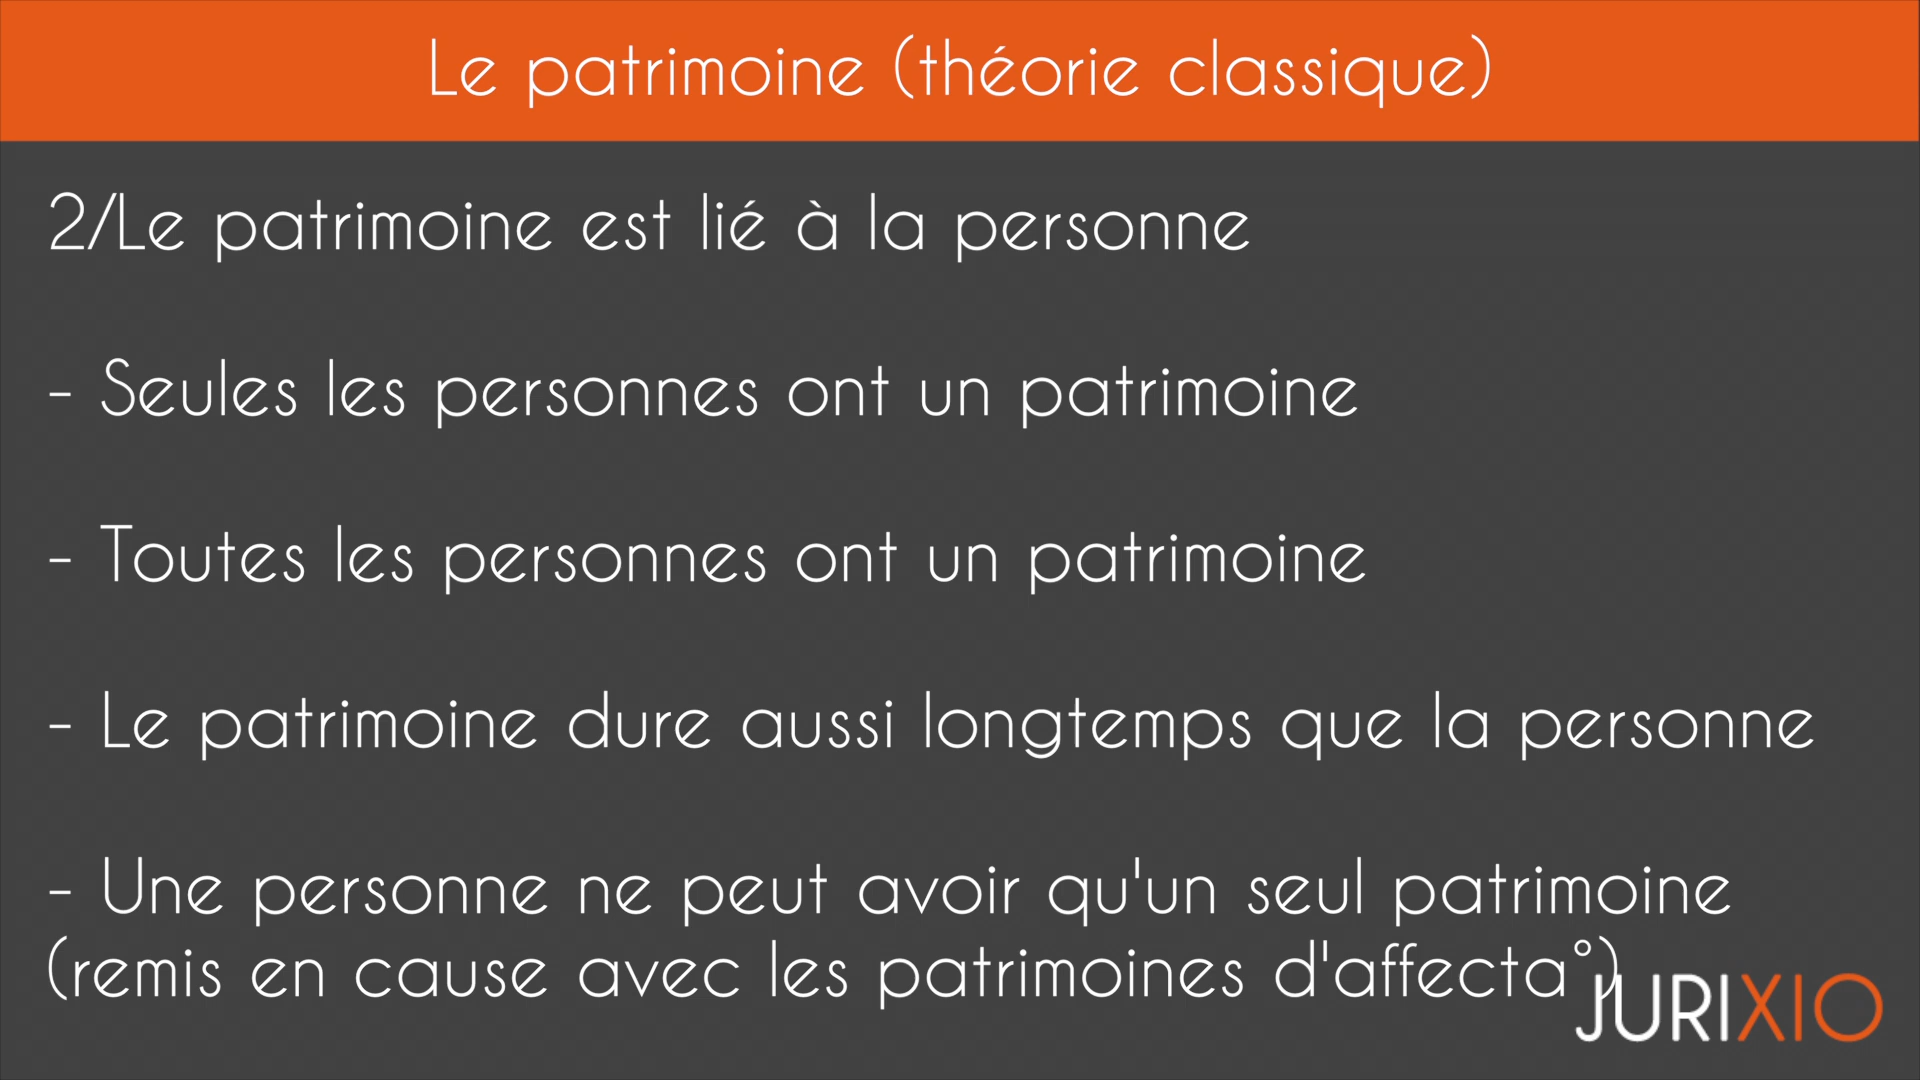 Le patrimoine (théorie classique)
2/Le patrimoine est lié à la personne
- Seules les personnes ont un patrimoine
- Toutes les personnes ont un patrimoine
- Le patrimoine dure aussi longtemps que la personne
- Une personne ne peut avoir qu'un seul patrimoine
(remis en cause avec les patrimoines d'affecta°)
JURIXIO